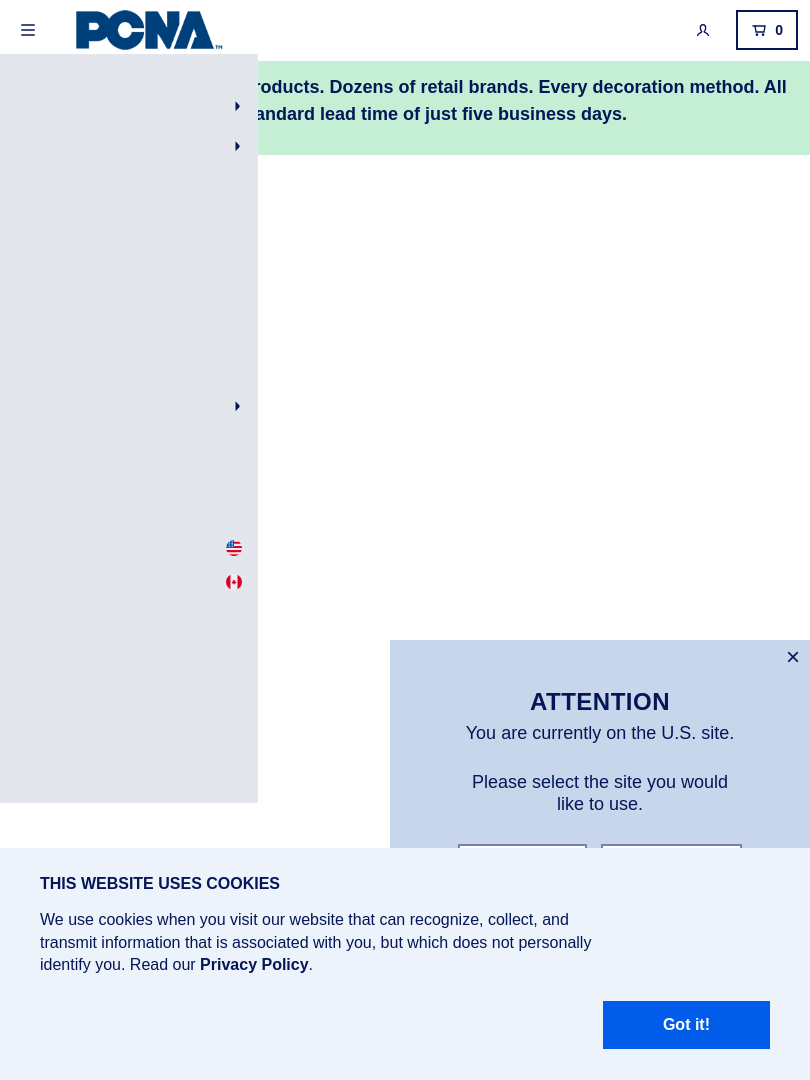 PCNA™
0
roducts. Dozens of retail brands. Every decoration method. All
andard lead time of just five business days.
×
ATTENTION
You are currently on the U.S. site.
Please select the site you would
like to use.
THIS WEBSITE USES COOKIES
We use cookies when you visit our website that can recognize, collect, and
transmit information that is associated with you, but which does not personally
identify you. Read our Privacy Policy.
Got it!